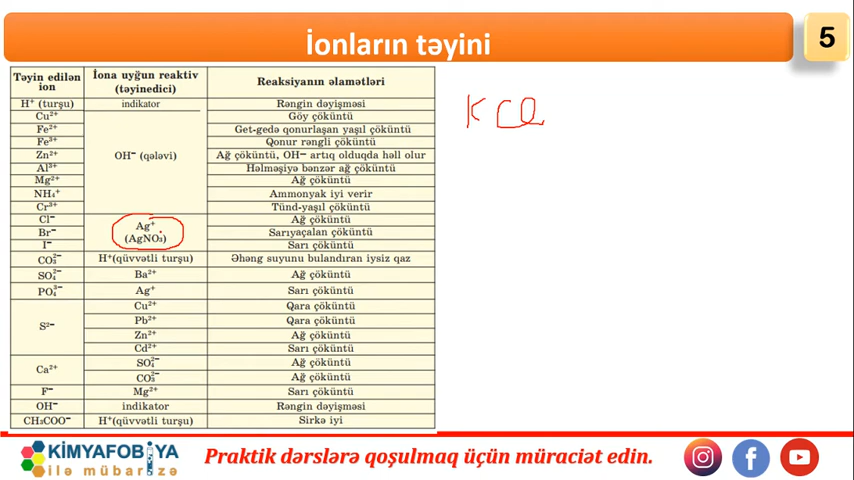 İonların təyini
5
Təyin edilən ion İona uyğun reaktiv (təyinedici) Reaksiyanın əlamətləri
H⁺ (turşu) indikator Rəngin dəyişməsi
Cu²⁺ OH⁻ (qələvi) Göy çöküntü
Fe²⁺ Get-gedə qonurlaşan yaşıl çöküntü
Fe³⁺ Qonur rəngli çöküntü
Zn²⁺ Ağ çöküntü, OH⁻ artıq olduqda həll olur
Al³⁺ Həlməşiyə bənzər ağ çöküntü
Mg²⁺ Ağ çöküntü
NH₄⁺ Ammonyak iyi verir
Cr³⁺ Tünd-yaşıl çöküntü
Cl⁻ Ag⁺ (AgNO₃) Ağ çöküntü
Br⁻ Sarıyaçalan çöküntü
I⁻ Sarı çöküntü
CO₃²⁻ H⁺(qüvvətli turşu) Əhəng suyunu bulandıran iysiz qaz
SO₄²⁻ Ba²⁺ Ağ çöküntü
PO₄³⁻ Ag⁺ Sarı çöküntü
S²⁻ Cu²⁺ Qara çöküntü
Pb²⁺ Qara çöküntü
Zn²⁺ Ağ çöküntü
Cd²⁺ Sarı çöküntü
Ca²⁺ SO₄²⁻ Ağ çöküntü
CO₃²⁻ Ağ çöküntü
F⁻ Mg²⁺ Sarı çöküntü
OH⁻ indikator Rəngin dəyişməsi
CH₃COO⁻ H⁺(qüvvətli turşu) Sirkə iyi
KCl
KİMYAFOBİYA
ilə mübarizə
Praktik dərslərə qoşulmaq üçün müraciət edin.